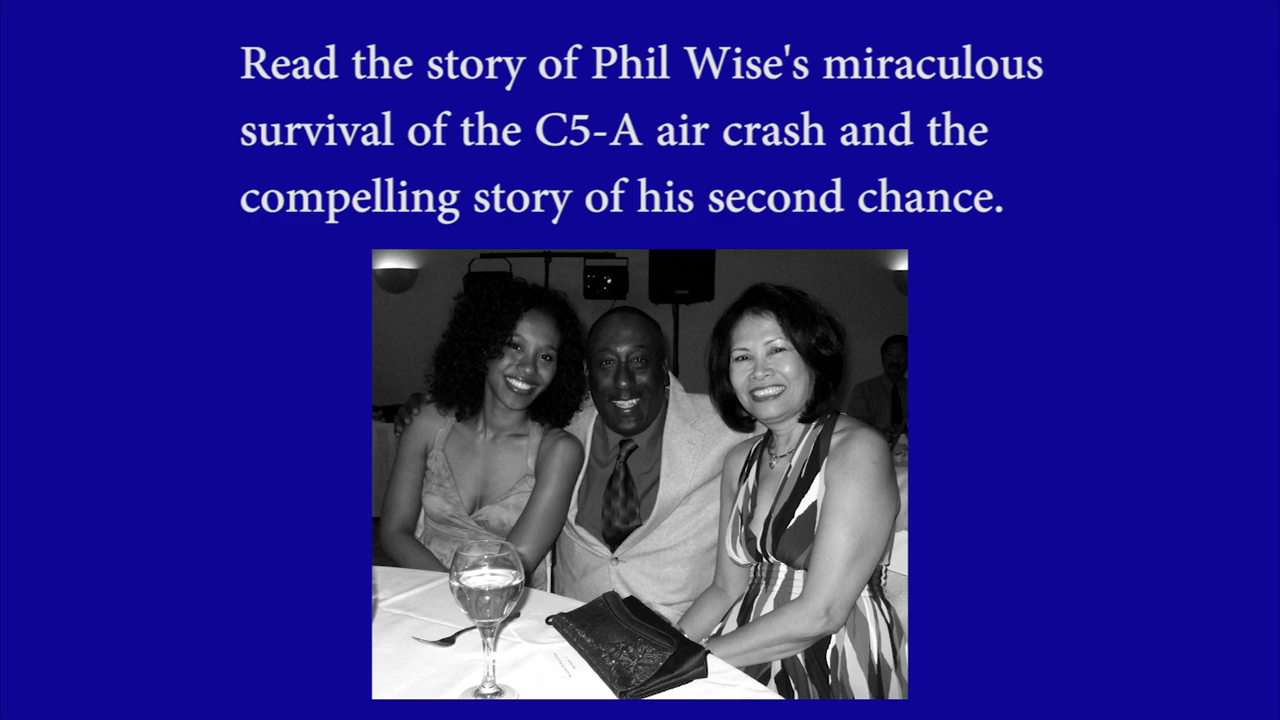 Read the story of Phil Wise's miraculous
survival of the C5-A air crash and the
compelling story of his second chance.